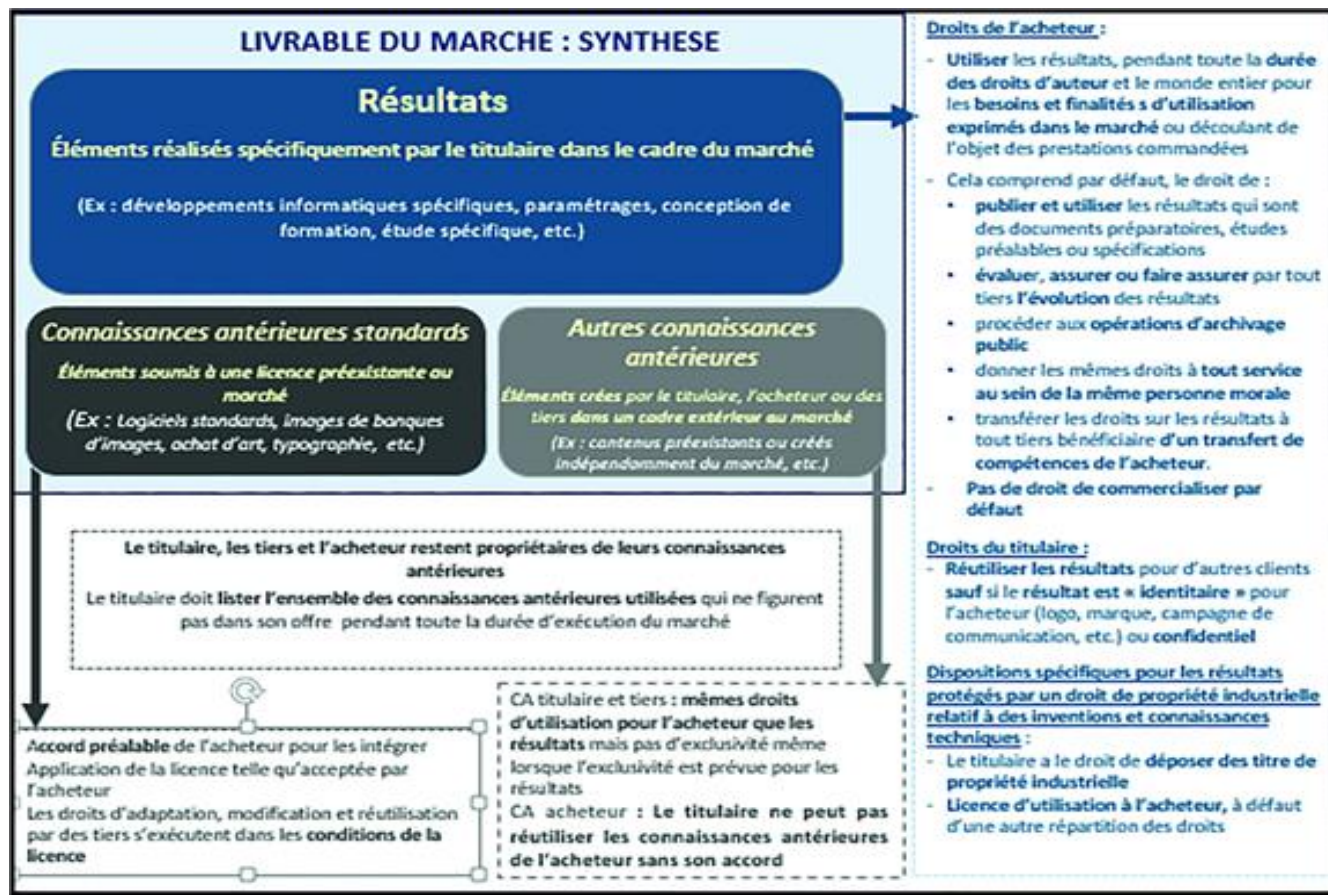 LIVRABLE DU MARCHE : SYNTHESE
Résultats
Éléments réalisés spécifiquement par le titulaire dans le cadre du marché
(Ex : développements informatiques spécifiques, paramétrages, conception de
formation, étude spécifique, etc.)
Connaissances antérieures standards
Éléments soumis à une licence préexistante au
marché
(Ex : Logiciels standards, images de banques
d'images, achat d'art, typographie, etc.)
Autres connaissances
antérieures
Éléments crées par le titulaire, l'acheteur ou des
tiers dans un cadre extérieur au marché
(Ex : contenus préexistants ou créés
indépendamment du marché, etc.)
Le titulaire, les tiers et l'acheteur restent propriétaires de leurs connaissances
antérieures
Le titulaire doit lister l'ensemble des connaissances antérieures utilisées qui ne figurent
pas dans son offre pendant toute la durée d'exécution du marché
Accord préalable de l'acheteur pour les intégrer
Application de la licence telle qu'acceptée par
l'acheteur
Les droits d'adaptation, modification et réutilisation
par des tiers s'exécutent dans les conditions de la
licence
CA titulaire et tiers : mêmes droits
d'utilisation pour l'acheteur que les
résultats mais pas d'exclusivité même
lorsque l'exclusivité est prévue pour les
résultats
CA acheteur : Le titulaire ne peut pas
réutiliser les connaissances antérieures
de l'acheteur sans son accord
Droits de l'acheteur :
- Utiliser les résultats, pendant toute la durée
des droits d'auteur et le monde entier pour
les besoins et finalités s d'utilisation
exprimés dans le marché ou découlant de
l'objet des prestations commandées
- Cela comprend par défaut, le droit de :
• publier et utiliser les résultats qui sont
des documents préparatoires, études
préalables ou spécifications
• évaluer, assurer ou faire assurer par tout
tiers l'évolution des résultats
• procéder aux opérations d'archivage
public
• donner les mêmes droits à tout service
au sein de la même personne morale
• transférer les droits sur les résultats à
tout tiers bénéficiaire d'un transfert de
compétences de l'acheteur.
- Pas de droit de commercialiser par
défaut
Droits du titulaire :
- Réutiliser les résultats pour d'autres clients
sauf si le résultat est « identitaire » pour
l'acheteur (logo, marque, campagne de
communication, etc.) ou confidentiel
Dispositions spécifiques pour les résultats
protégés par un droit de propriété industrielle
relatif à des inventions et connaissances
techniques :
- Le titulaire a le droit de déposer des titre de
propriété industrielle
- Licence d'utilisation à l'acheteur, à défaut
d'une autre répartition des droits